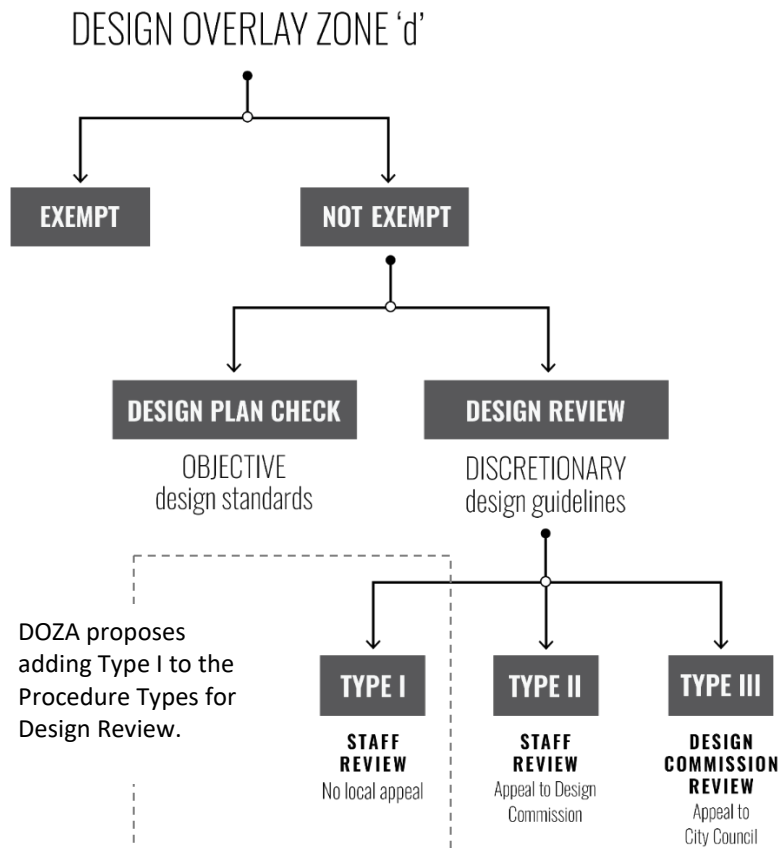 DESIGN OVERLAY ZONE ‘d’
EXEMPT
NOT EXEMPT
DESIGN PLAN CHECK
OBJECTIVE
design standards
DESIGN REVIEW
DISCRETIONARY
design guidelines
DOZA proposes
adding Type I to the
Procedure Types for
Design Review.
TYPE I
STAFF
REVIEW
No local appeal
TYPE II
STAFF
REVIEW
Appeal to Design
Commission
TYPE III
DESIGN
COMMISSION
REVIEW
Appeal to
City Council